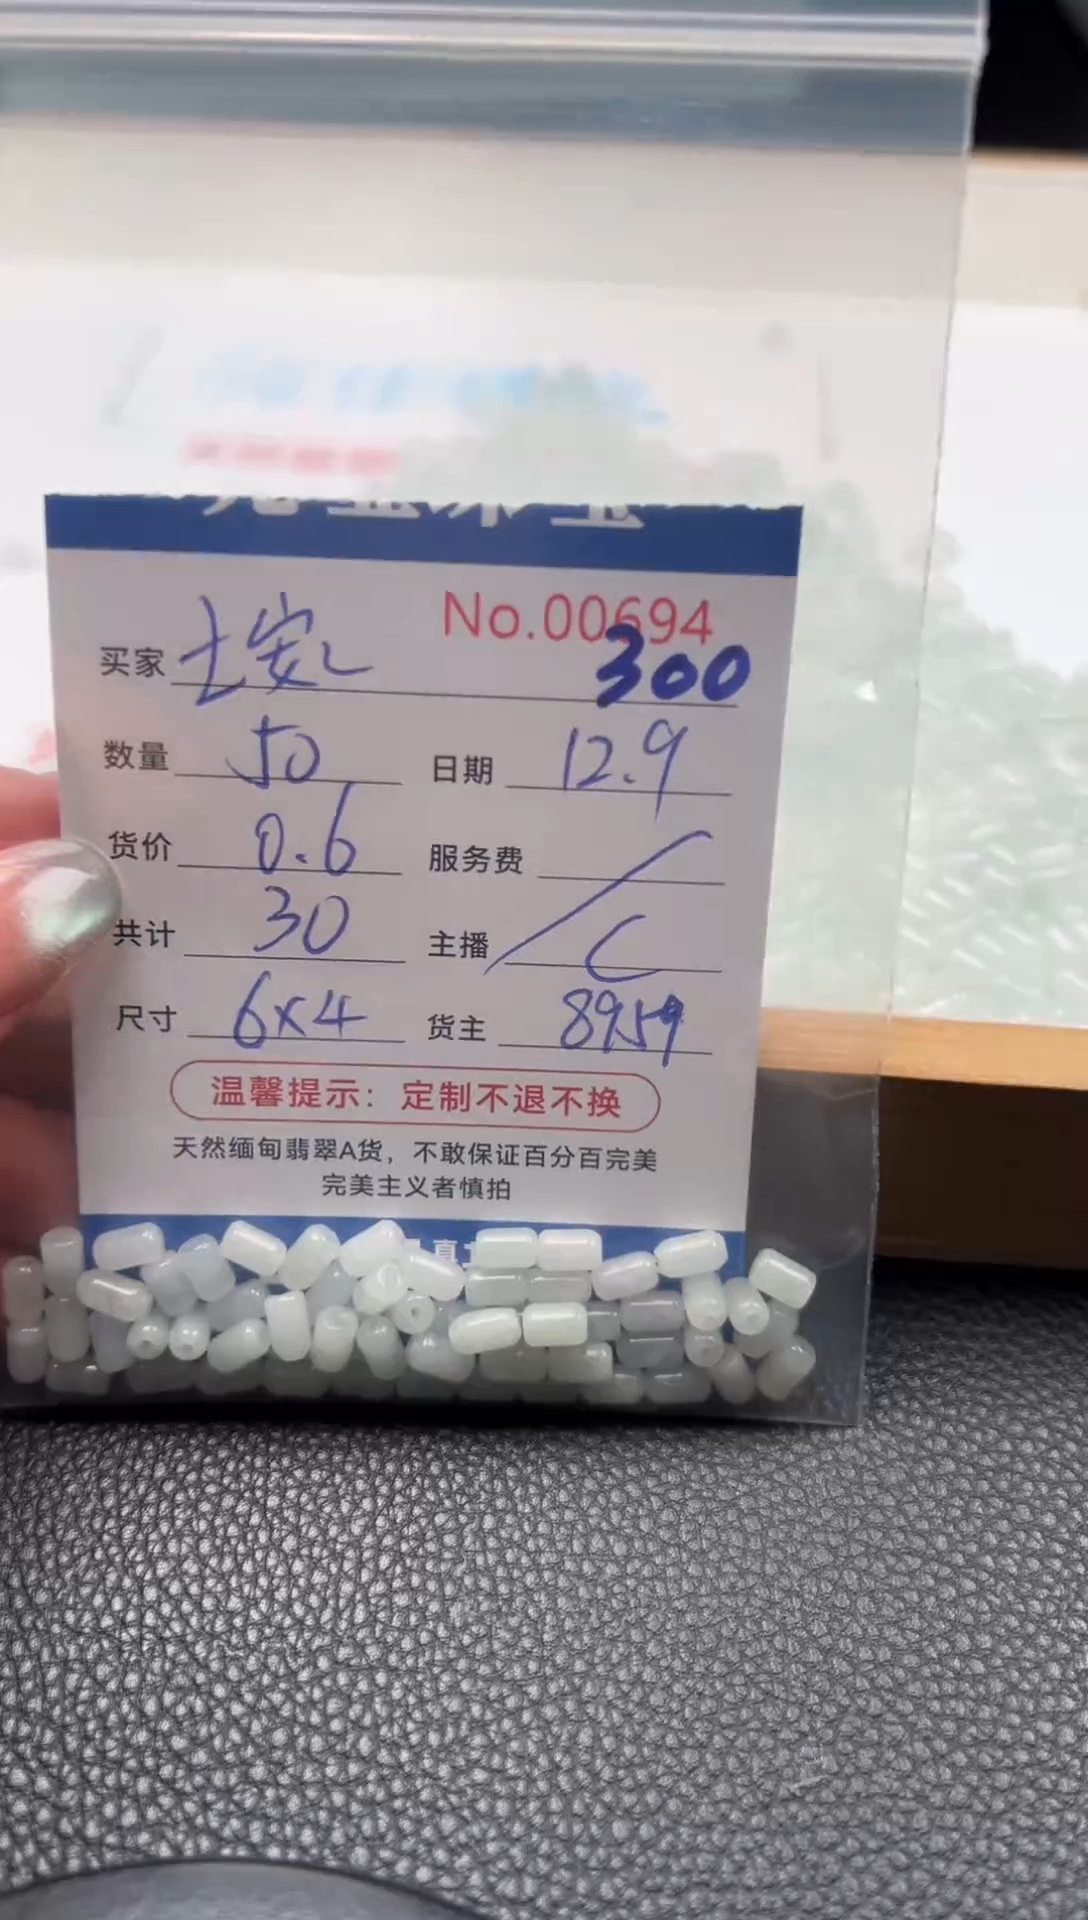 No.00694
买家 300
数量 50 日期 12.9
货价 0.6 服务费
共计 30 主播 C
尺寸 6x4 货主 8959
温馨提示：定制不退不换
天然缅甸翡翠A货，不敢保证百分百完美
完美主义者慎拍